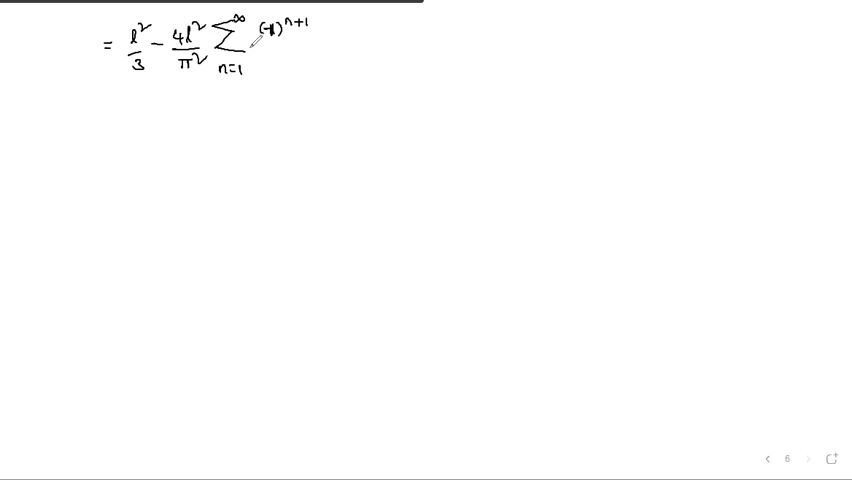 = l²/3 - 4l²/π² ∑_{n=1}^{∞} (-1)^{n+1}
6